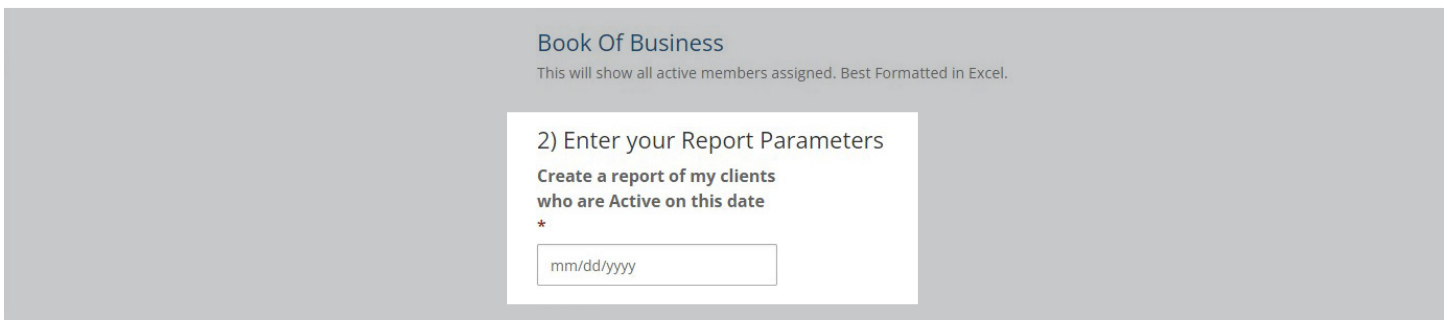 Book Of Business
This will show all active members assigned. Best Formatted in Excel.
2) Enter your Report Parameters
Create a report of my clients
who are Active on this date
*
mm/dd/yyyy